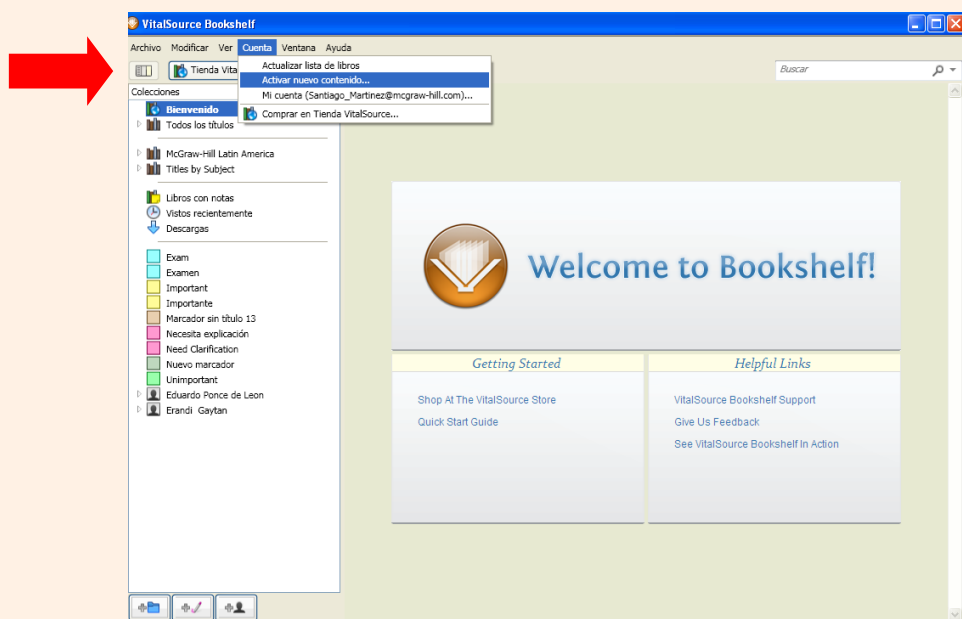 VitalSource Bookshelf
Archivo Modificar Ver Cuenta Ventana Ayuda
Tienda Vita
Buscar
Actualizar lista de libros
Activar nuevo contenido...
Mi cuenta (Santiago_Martinez@mcgraw-hill.com)...
Comprar en Tienda VitalSource...
Colecciones
Bienvenido
Todos los títulos
McGraw-Hill Latin America
Titles by Subject
Libros con notas
Vistos recientemente
Descargas
Exam
Examen
Important
Importante
Marcador sin título 13
Necesita explicación
Need Clarification
Nuevo marcador
Unimportant
Eduardo Ponce de Leon
Erandi Gaytan
Welcome to Bookshelf!
Getting Started
Shop At The VitalSource Store
Quick Start Guide
Helpful Links
VitalSource Bookshelf Support
Give Us Feedback
See VitalSource Bookshelf In Action